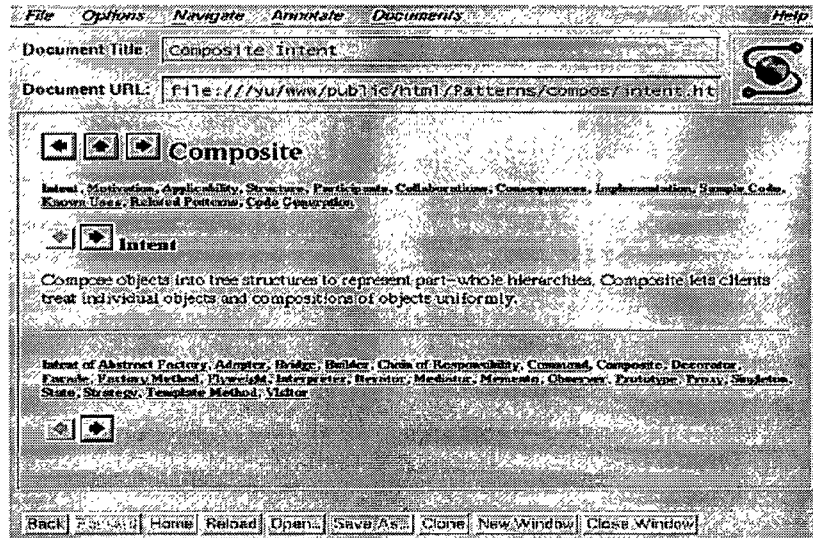 File Options Navigate Annotate Documents Help
Document Title: Composite Intent
Document URL: file:///yu/www/public/html/Patterns/compos/intent.ht
Composite
Intent, Motivation, Applicability, Structure, Participants, Collaborations, Consequences, Implementation, Sample Code,
Known Uses, Related Patterns, Code Generation
Intent
Compose objects into tree structures to represent part-whole hierarchies. Composite lets clients
treat individual objects and compositions of objects uniformly.
Intent of Abstract Factory, Adapter, Bridge, Builder, Chain of Responsibility, Command, Composite, Decorator,
Facade, Factory Method, Flyweight, Interpreter, Iterator, Mediator, Memento, Observer, Prototype, Proxy, Singleton,
State, Strategy, Template Method, Visitor
Back Forward Home Reload Open... Save As... Clone New Window Close Window